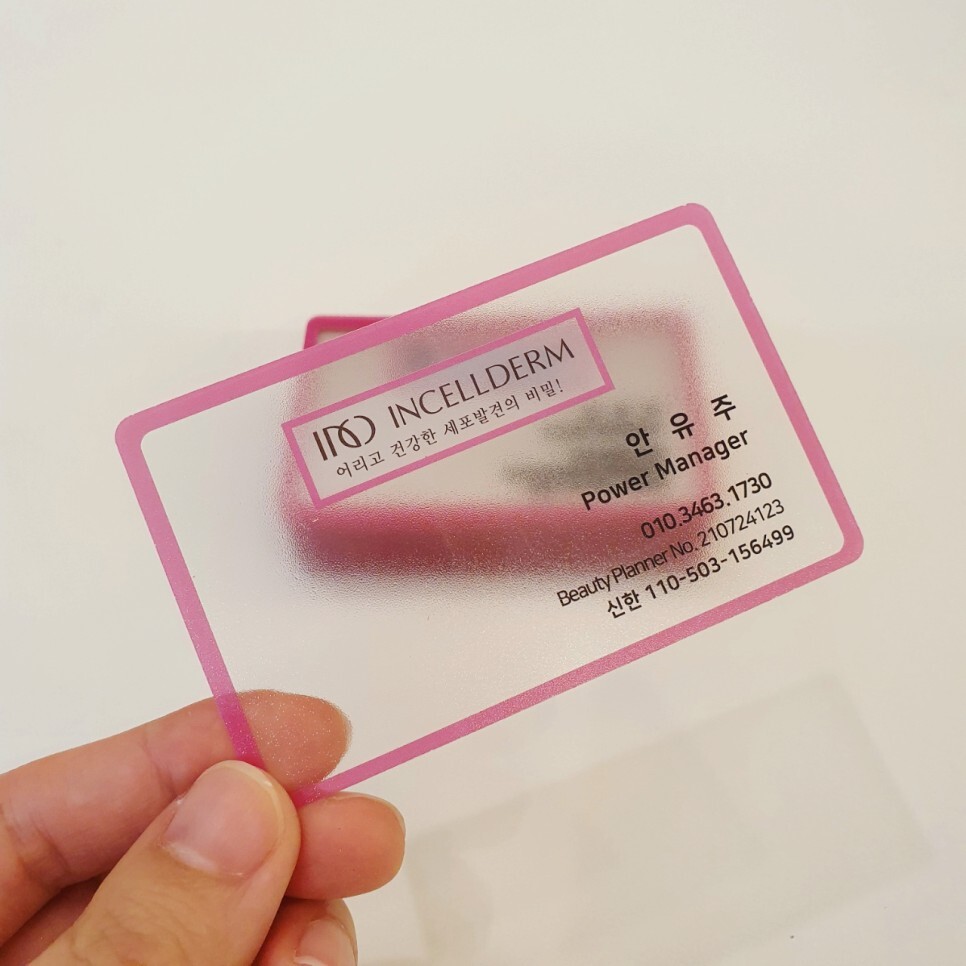 INCELLDERM
어리고 건강한 세포발견의 비밀!
안 유 주
Power Manager
010.3463.1730
Beauty Planner No. 210724123
신한 110-503-156499